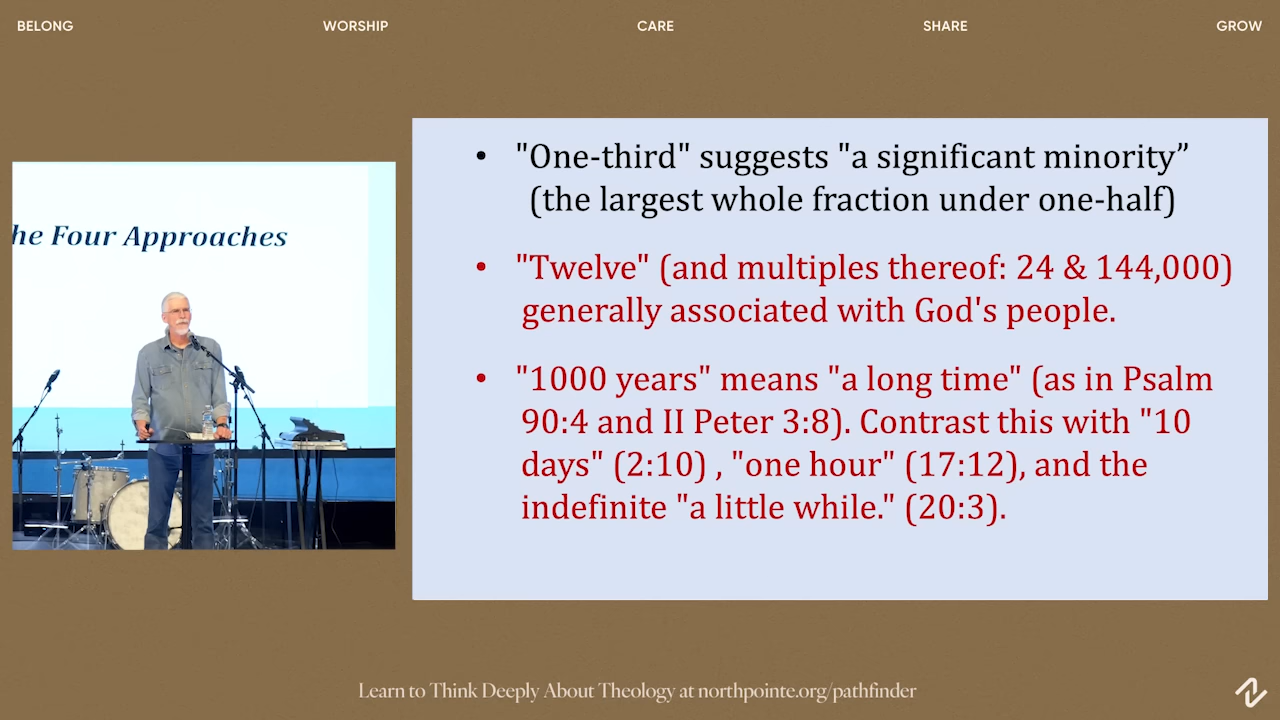 BELONG WORSHIP CARE SHARE GROW
he Four Approaches
• "One-third" suggests "a significant minority”
(the largest whole fraction under one-half)
• "Twelve" (and multiples thereof: 24 & 144,000)
generally associated with God's people.
• "1000 years" means "a long time" (as in Psalm
90:4 and II Peter 3:8). Contrast this with "10
days" (2:10) , "one hour" (17:12), and the
indefinite "a little while." (20:3).
Learn to Think Deeply About Theology at northpointe.org/pathfinder